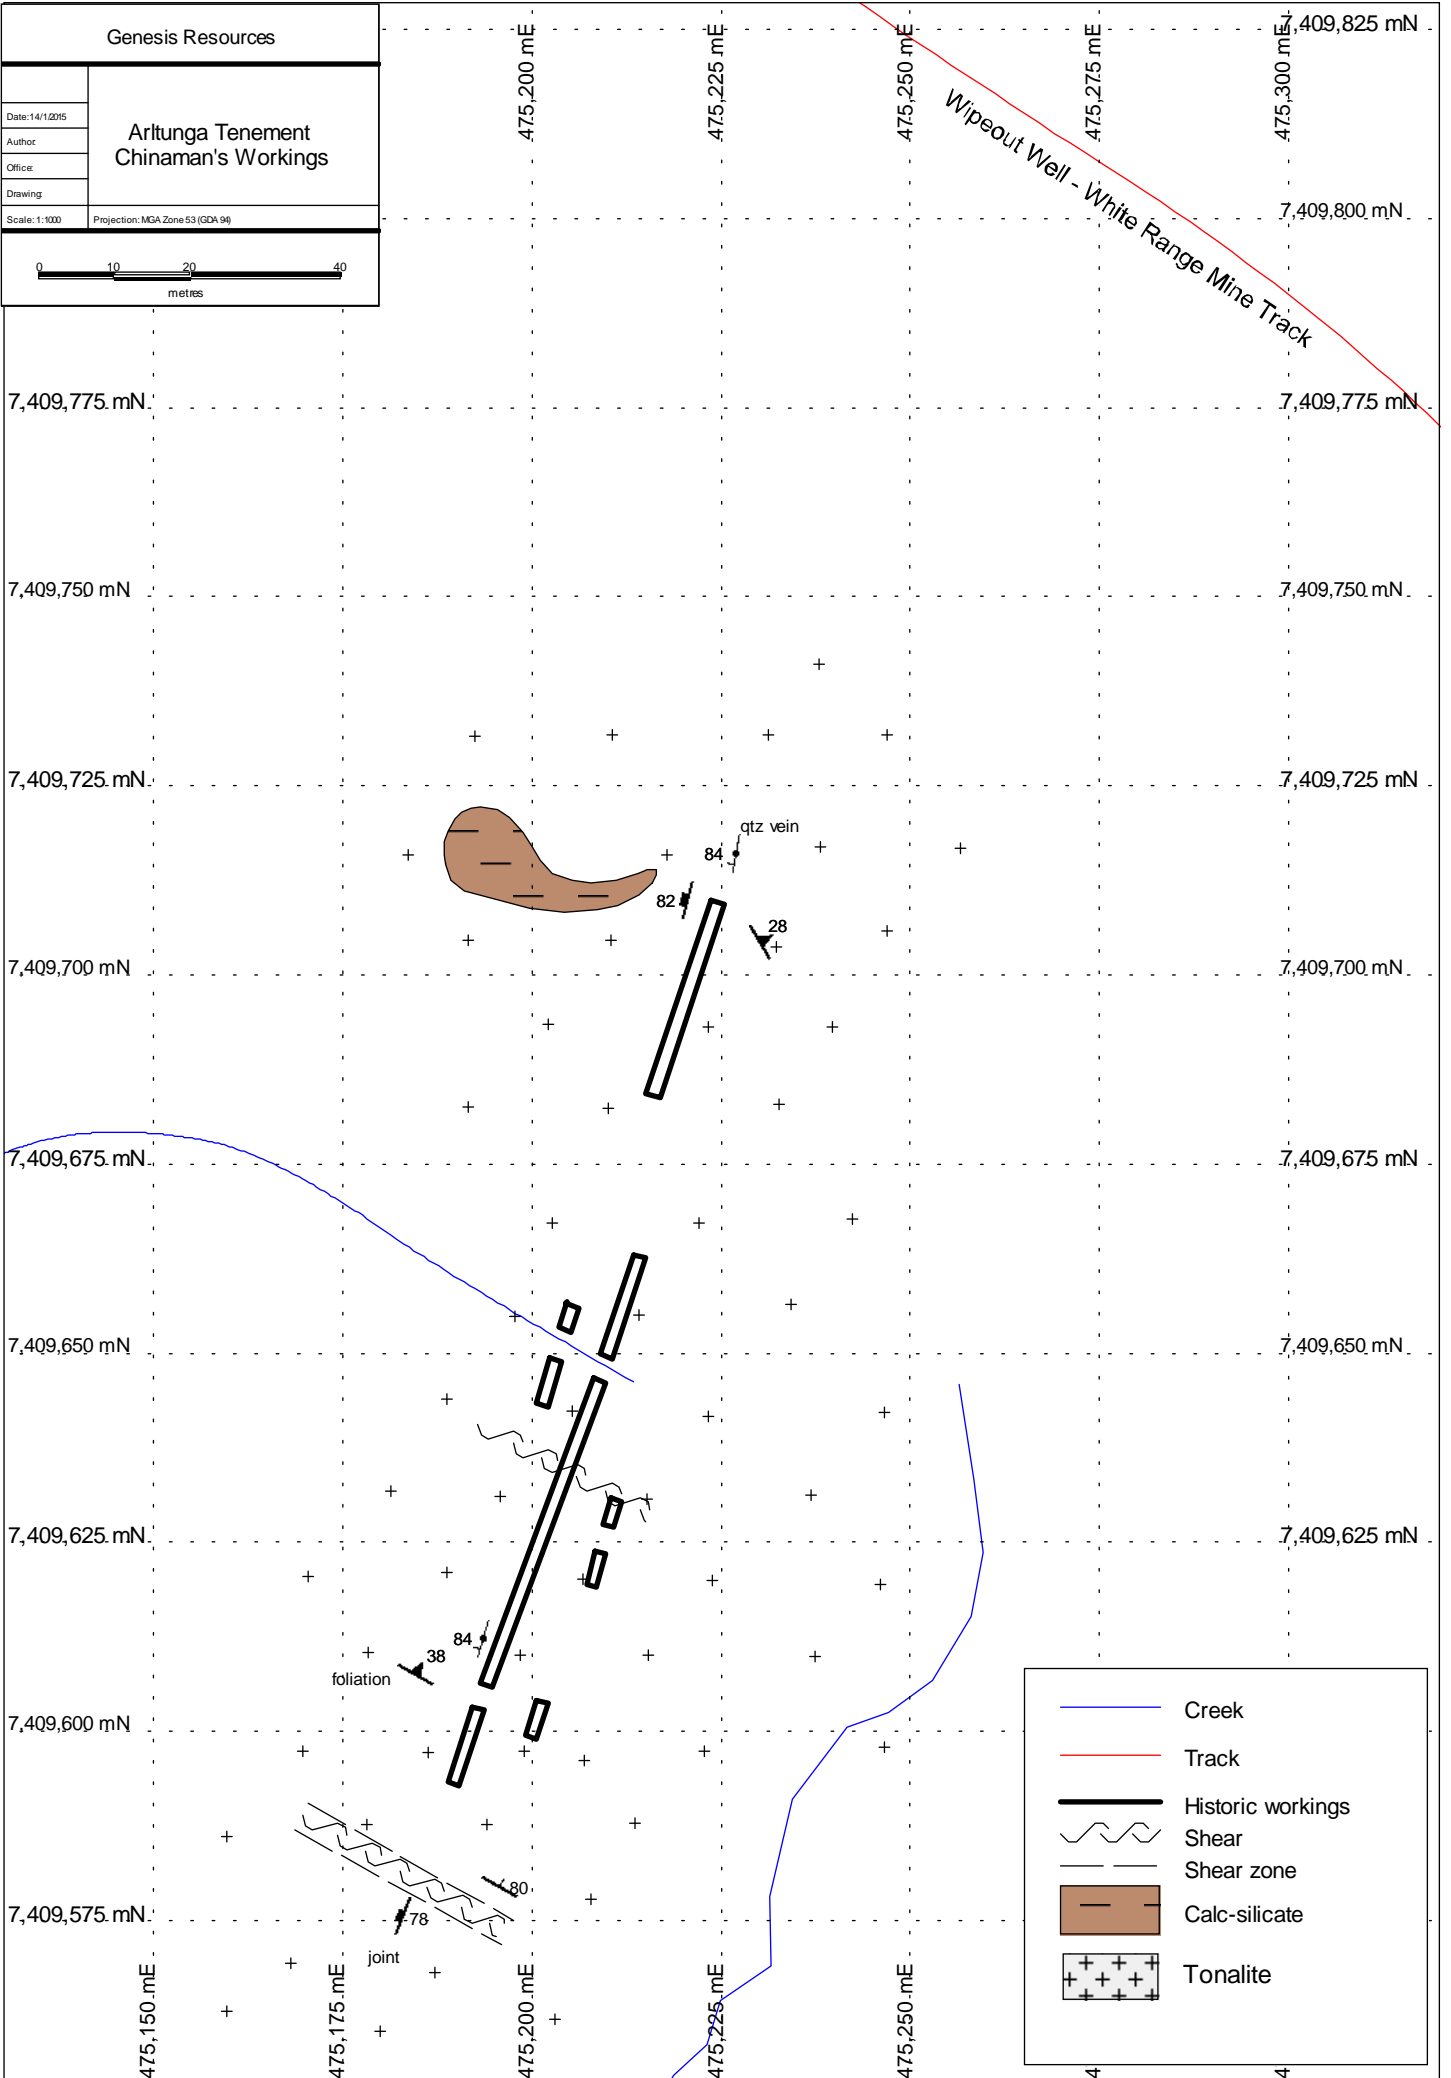 Genesis Resources
Date:14/1/2015
Author:
Office:
Drawing:
Scale: 1:1000
Arltunga Tenement
Chinaman's Workings
Projection: MGA Zone 53 (GDA 94)
0 10 20 40
metres
475,200 mE
475,225 mE
475,250 mE
475,275 mE
475,300 mE
7,409,825 mN
Wipeout Well - White Range Mine Track
7,409,800 mN
7,409,775 mN
7,409,775 mN
7,409,750 mN
7,409,750 mN
7,409,725 mN
7,409,725 mN
qtz vein
84
82
28
7,409,700 mN
7,409,700 mN
7,409,675 mN
7,409,675 mN
7,409,650 mN
7,409,650 mN
7,409,625 mN
7,409,625 mN
84
38
foliation
7,409,600 mN
80
78
7,409,575 mN
joint
475,150 mE
475,175 mE
475,200 mE
475,225 mE
475,250 mE
4
4
Creek
Track
Historic workings
Shear
Shear zone
Calc-silicate
Tonalite